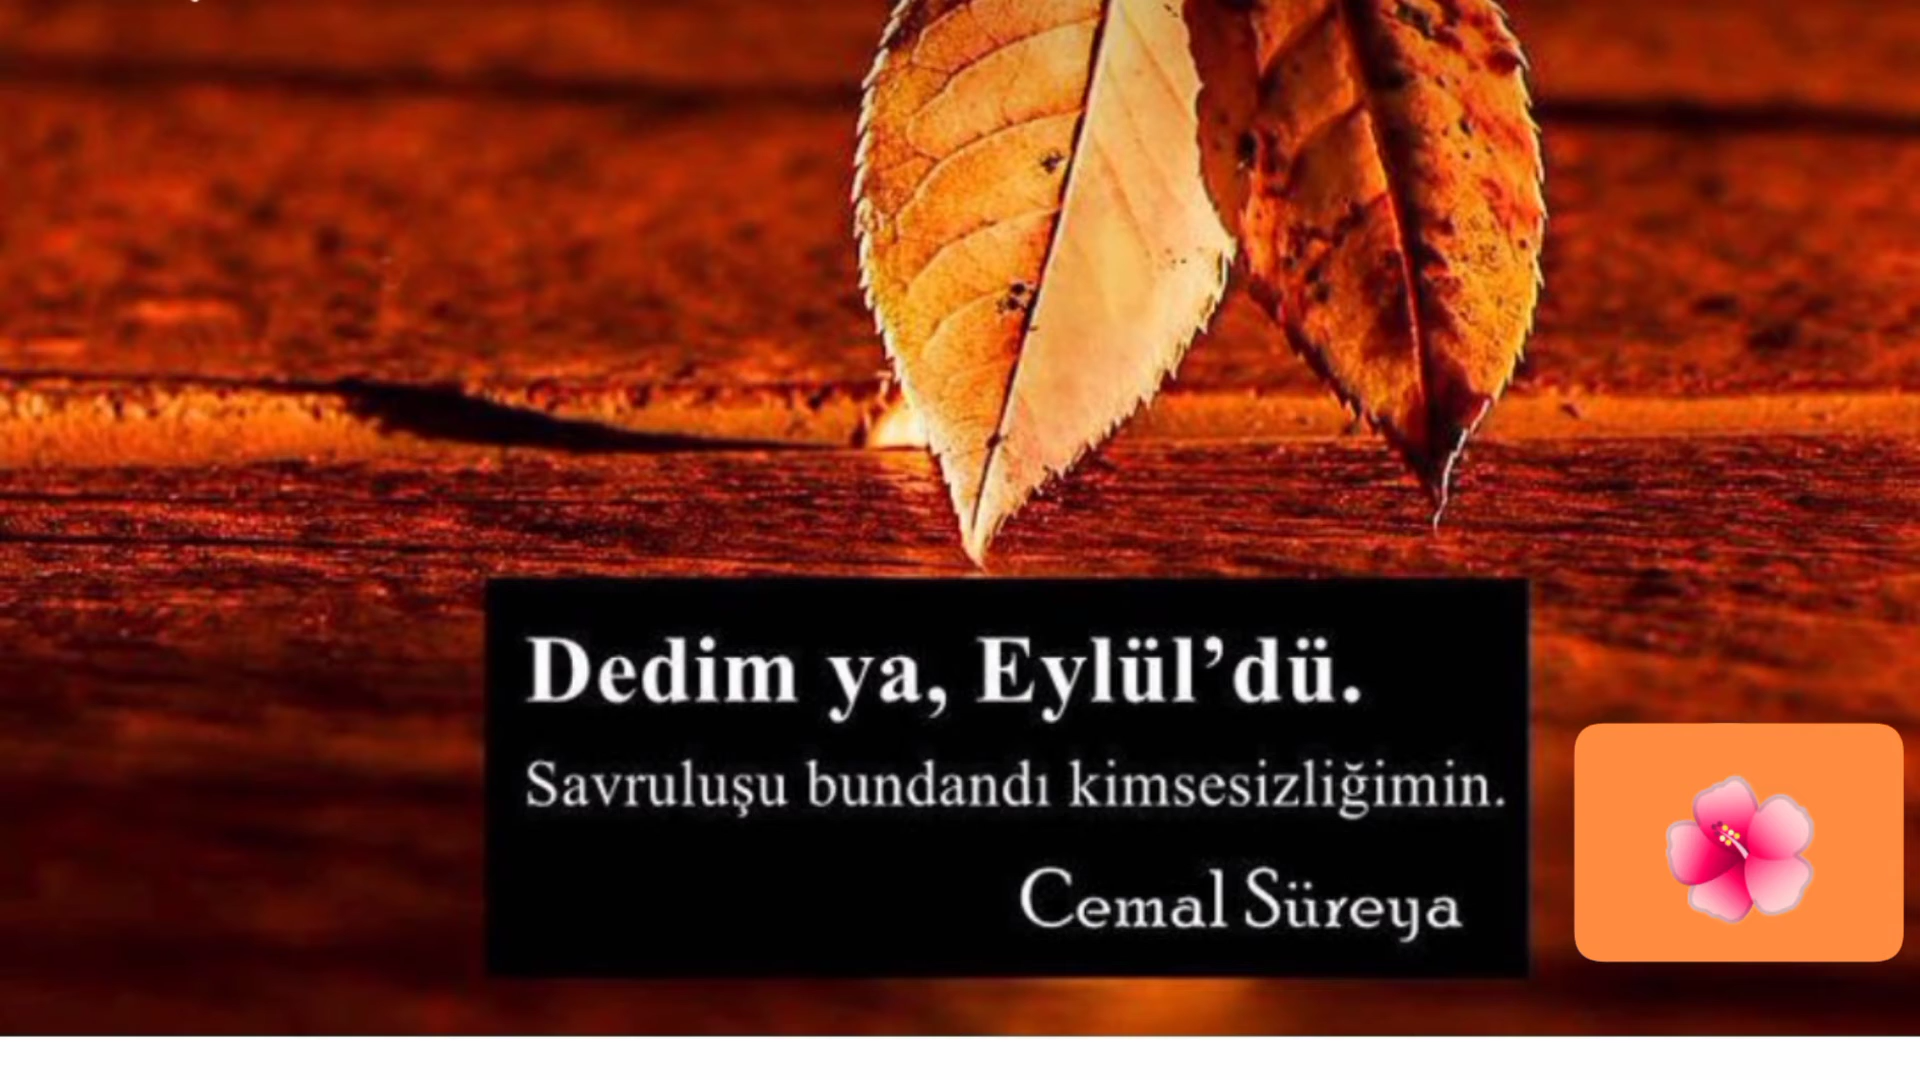 Dedim ya, Eylül’dü.
Savruluşu bundandı kimsesizliğimin.
Cemal Süreya